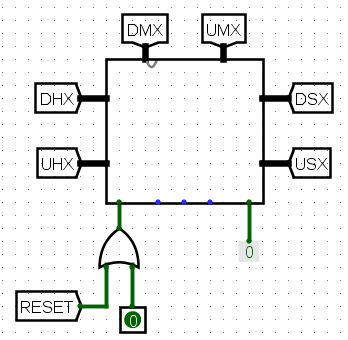 DMX UMX
DHX DSX
UHX USX
0
RESET 0